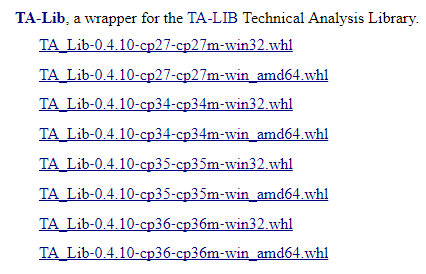 TA-Lib, a wrapper for the TA-LIB Technical Analysis Library.
TA_Lib-0.4.10-cp27-cp27m-win32.whl
TA_Lib-0.4.10-cp27-cp27m-win_amd64.whl
TA_Lib-0.4.10-cp34-cp34m-win32.whl
TA_Lib-0.4.10-cp34-cp34m-win_amd64.whl
TA_Lib-0.4.10-cp35-cp35m-win32.whl
TA_Lib-0.4.10-cp35-cp35m-win_amd64.whl
TA_Lib-0.4.10-cp36-cp36m-win32.whl
TA_Lib-0.4.10-cp36-cp36m-win_amd64.whl